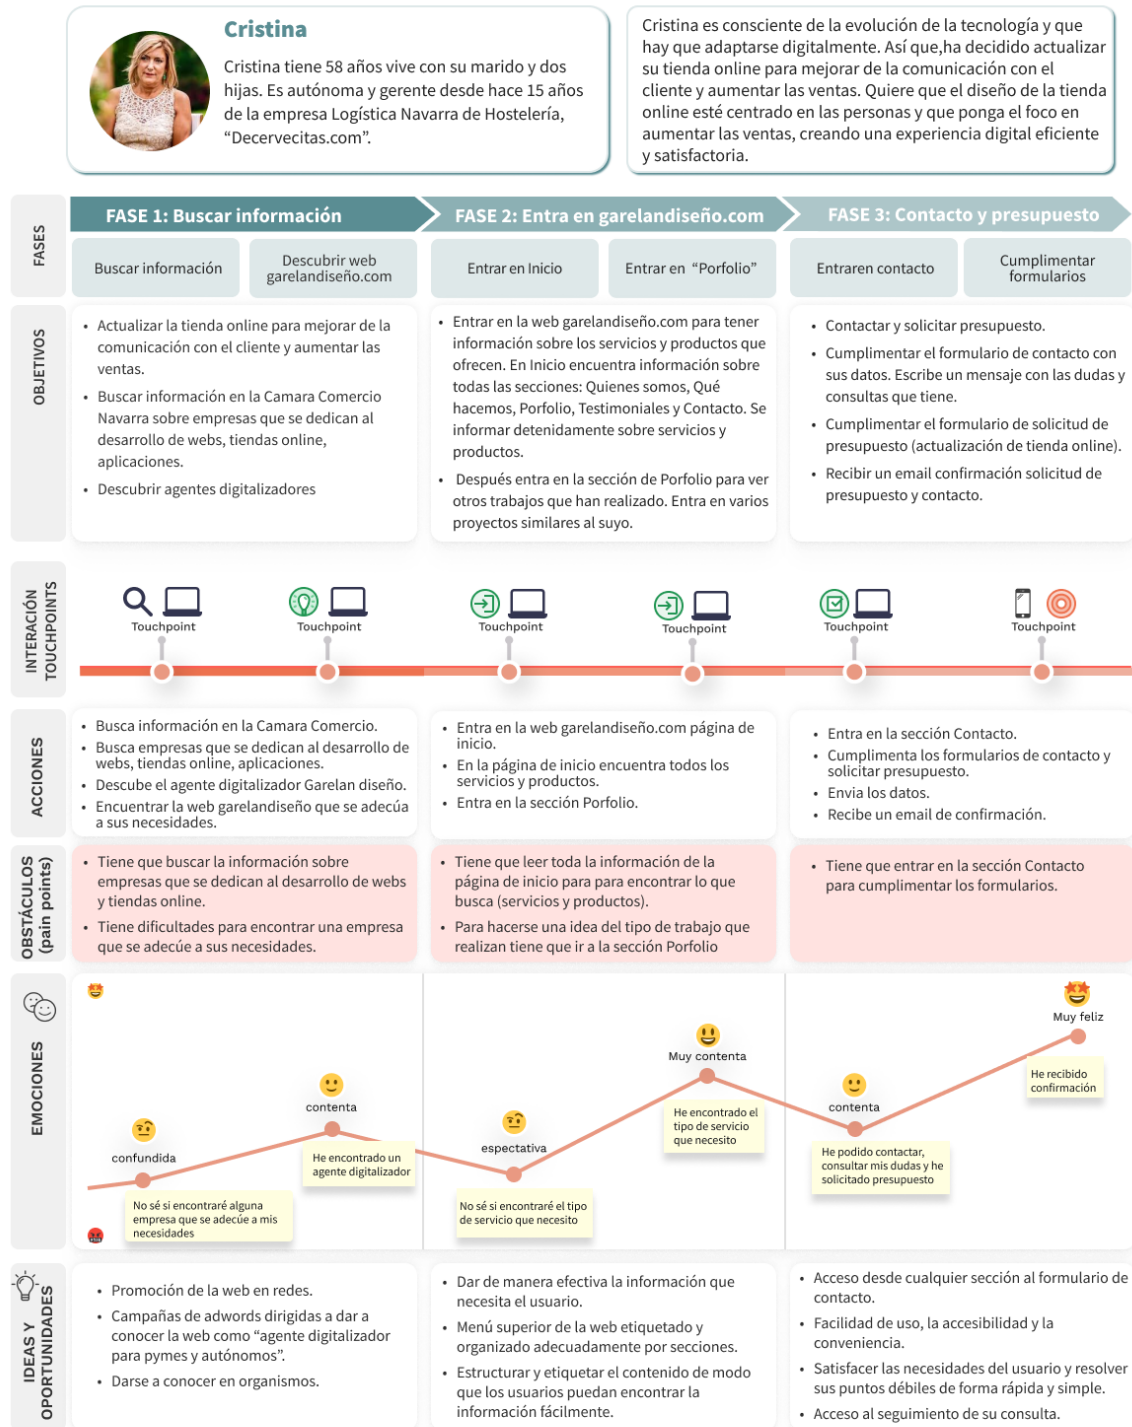 Cristina
Cristina tiene 58 años vive con su marido y dos
hijas. Es autónoma y gerente desde hace 15 años
de la empresa Logística Navarra de Hostelería,
“Decervecitas.com”.
Cristina es consciente de la evolución de la tecnología y que
hay que adaptarse digitalmente. Así que,ha decidido actualizar
su tienda online para mejorar de la comunicación con el
cliente y aumentar las ventas. Quiere que el diseño de la tienda
online esté centrado en las personas y que ponga el foco en
aumentar las ventas, creando una experiencia digital eficiente
y satisfactoria.
FASES
FASE 1: Buscar información
FASE 2: Entra en garelandiseño.com
FASE 3: Contacto y presupuesto
Buscar información
Descubrir web
garelandiseño.com
Entrar en Inicio
Entrar en “Porfolio”
Entraren contacto
Cumplimentar
formularios
OBJETIVOS
• Actualizar la tienda online para mejorar de la
comunicación con el cliente y aumentar las
ventas.
• Buscar información en la Camara Comercio
Navarra sobre empresas que se dedican al
desarrollo de webs, tiendas online,
aplicaciones.
• Descubrir agentes digitalizadores
• Entrar en la web garelandiseño.com para tener
información sobre los servicios y productos que
ofrecen. En Inicio encuentra información sobre
todas las secciones: Quienes somos, Qué
hacemos, Porfolio, Testimoniales y Contacto. Se
informar detenidamente sobre servicios y
productos.
• Después entra en la sección de Porfolio para ver
otros trabajos que han realizado. Entra en varios
proyectos similares al suyo.
• Contactar y solicitar presupuesto.
• Cumplimentar el formulario de contacto con
sus datos. Escribe un mensaje con las dudas y
consultas que tiene.
• Cumplimentar el formulario de solicitud de
presupuesto (actualización de tienda online).
• Recibir un email confirmación solicitud de
presupuesto y contacto.
INTERACIÓN
TOUCHPOINTS
Touchpoint
Touchpoint
Touchpoint
Touchpoint
Touchpoint
Touchpoint
ACCIONES
• Busca información en la Camara Comercio.
• Busca empresas que se dedican al desarrollo de
webs, tiendas online, aplicaciones.
• Descube el agente digitalizador Garelan diseño.
• Encuentrar la web garelandiseño que se adecúa
a sus necesidades.
• Entra en la web garelandiseño.com página de
inicio.
• En la página de inicio encuentra todos los
servicios y productos.
• Entra en la sección Porfolio.
• Entra en la sección Contacto.
• Cumplimenta los formularios de contacto y
solicitar presupuesto.
• Envia los datos.
• Recibe un email de confirmación.
OBSTÁCULOS
(pain points)
• Tiene que buscar la información sobre
empresas que se dedican al desarrollo de webs
y tiendas online.
• Tiene dificultades para encontrar una empresa
que se adecúe a sus necesidades.
• Tiene que leer toda la información de la
página de inicio para para encontrar lo que
busca (servicios y productos).
• Para hacerse una idea del tipo de trabajo que
realizan tiene que ir a la sección Porfolio
• Tiene que entrar en la sección Contacto
para cumplimentar los formularios.
EMOCIONES
confundida
No sé si encontraré alguna
empresa que se adecúe a mis
necesidades
contenta
He encontrado un
agente digitalizador
espectativa
No sé si encontraré el tipo
de servicio que necesito
Muy contenta
He encontrado el
tipo de servicio
que necesito
contenta
He podido contactar,
consultar mis dudas y he
solicitado presupuesto
Muy feliz
He recibido
confirmación
IDEAS Y
OPORTUNIDADES
• Promoción de la web en redes.
• Campañas de adwords dirigidas a dar a
conocer la web como “agente digitalizador
para pymes y autónomos”.
• Darse a conocer en organismos.
• Dar de manera efectiva la información que
necesita el usuario.
• Menú superior de la web etiquetado y
organizado adecuadamente por secciones.
• Estructurar y etiquetar el contenido de modo
que los usuarios puedan encontrar la
información fácilmente.
• Acceso desde cualquier sección al formulario de
contacto.
• Facilidad de uso, la accesibilidad y la
conveniencia.
• Satisfacer las necesidades del usuario y resolver
sus puntos débiles de forma rápida y simple.
• Acceso al seguimiento de su consulta.